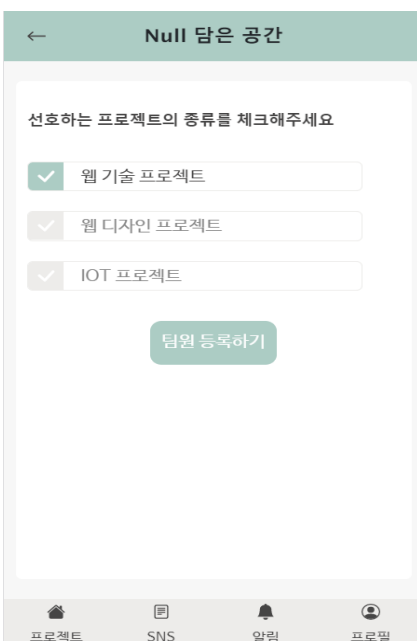 Null 담은 공간
선호하는 프로젝트의 종류를 체크해주세요
웹 기술 프로젝트
웹 디자인 프로젝트
IOT 프로젝트
팀원 등록하기
프로젝트 SNS 알림 프로필